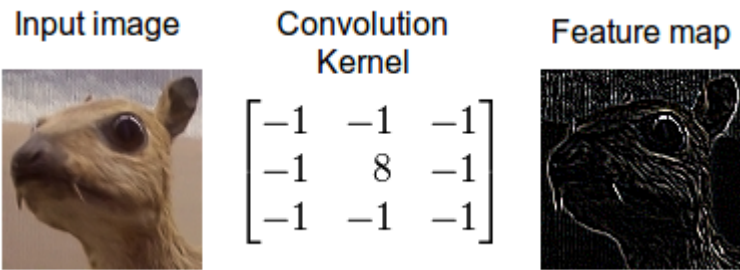 Input image
Convolution
Kernel
Feature map
−1 −1 −1
−1 8 −1
−1 −1 −1